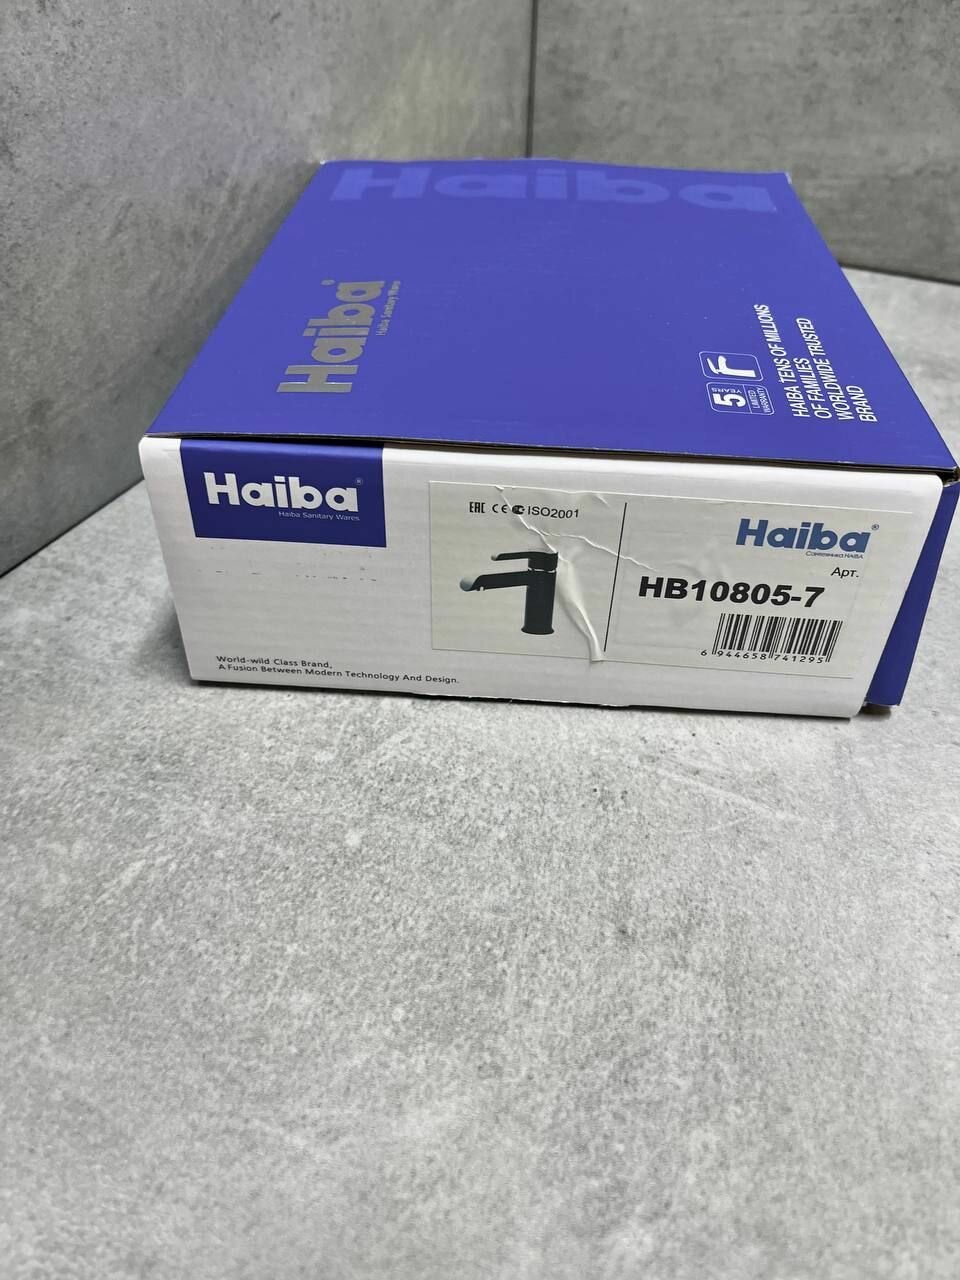 Haiba
Haiba®
Haiba Sanitary Wares
5
YEARS
LIMITED
WARRANTY
HAIBA TENS OF MILLIONS
OF FAMILIES
WORLDWIDE TRUSTED
BRAND
Haiba®
Haiba Sanitary Wares
World-wild Class Brand,
A Fusion Between Modern Technology And Design.
EAC CE ISO2001
Haiba®
Сантехника HAIBA
Арт.
HB10805-7
6 944658 741295